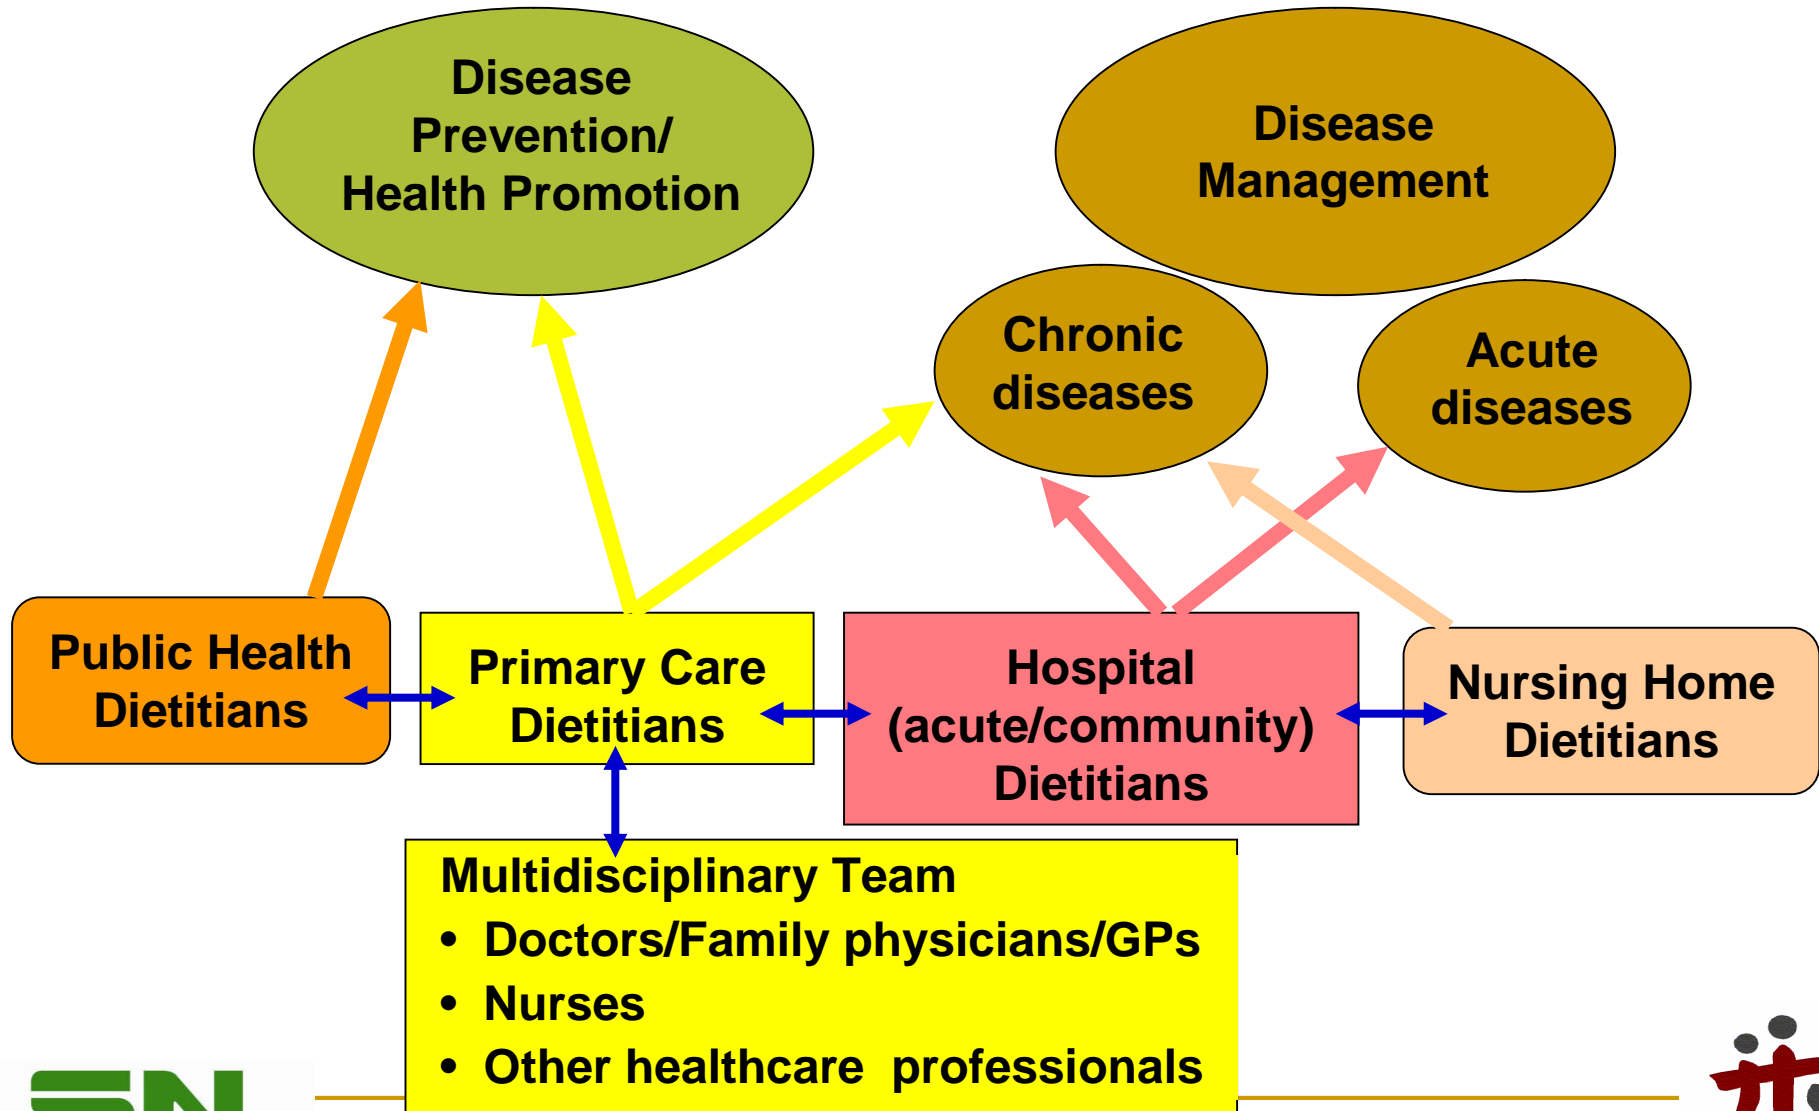 Disease
Prevention/
Health Promotion
Disease
Management
Chronic
diseases
Acute
diseases
Public Health
Dietitians
Primary Care
Dietitians
Hospital
(acute/community)
Dietitians
Nursing Home
Dietitians
Multidisciplinary Team
• Doctors/Family physicians/GPs
• Nurses
• Other healthcare professionals
SN